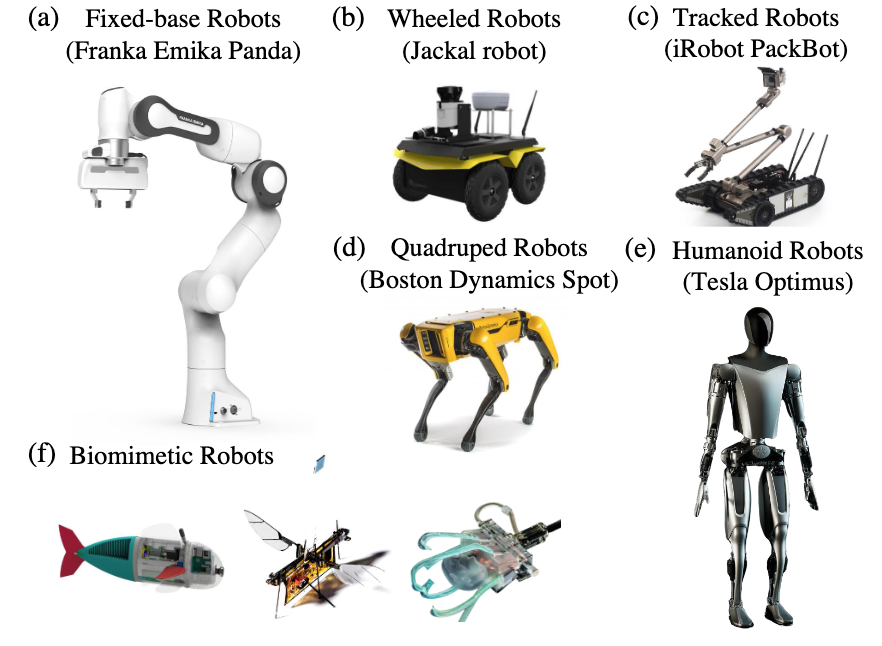 (a) Fixed-base Robots
(Franka Emika Panda)
(b) Wheeled Robots
(Jackal robot)
(c) Tracked Robots
(iRobot PackBot)
(d) Quadruped Robots
(Boston Dynamics Spot)
(e) Humanoid Robots
(Tesla Optimus)
(f) Biomimetic Robots